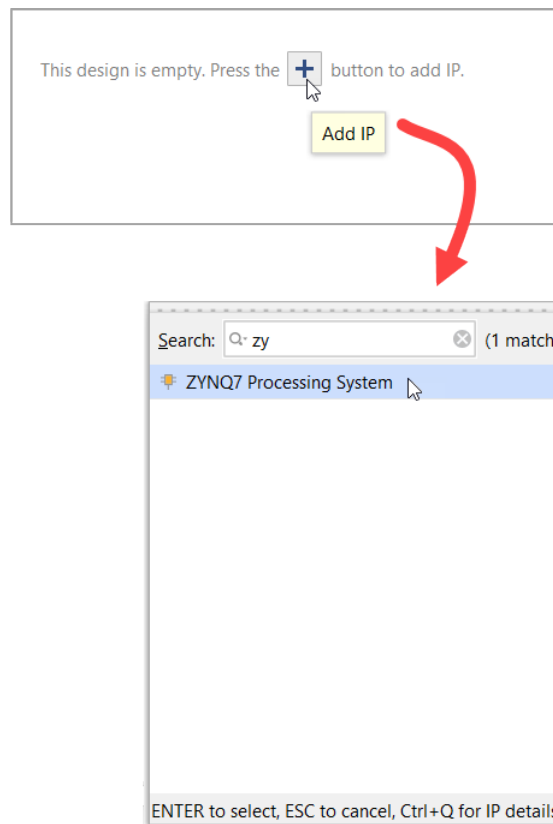 This design is empty. Press the + button to add IP.
Add IP
Search: zy (1 match
ZYNQ7 Processing System
ENTER to select, ESC to cancel, Ctrl+Q for IP details